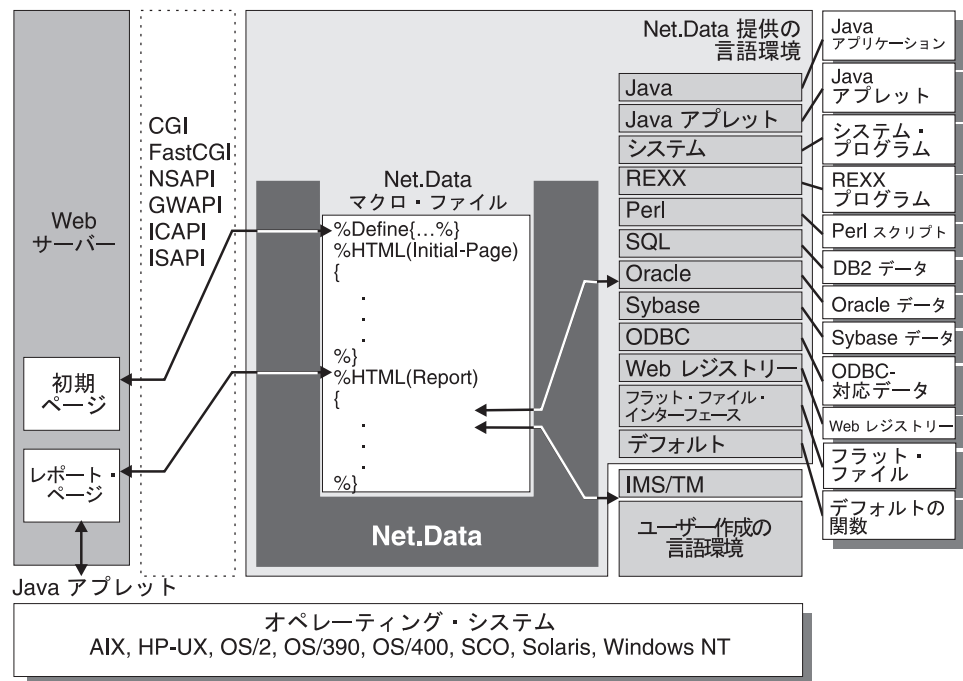 Web
サーバー
初期
ページ
レポート・
ページ
Java アプレット
CGI
FastCGI
NSAPI
GWAPI
ICAPI
ISAPI
Net.Data
マクロ・ファイル
%Define{...%}
%HTML(Initial-Page)
{
.
.
.
%}
%HTML(Report)
{
.
.
.
%}
Net.Data
Net.Data 提供の
言語環境
Java
Java アプレット
システム
REXX
Perl
SQL
Oracle
Sybase
ODBC
Web レジストリー
フラット・ファイル・
インターフェース
デフォルト
IMS/TM
ユーザー作成の
言語環境
Java
アプリケーション
Java
アプレット
システム・
プログラム
REXX
プログラム
Perl スクリプト
DB2 データ
Oracle データ
Sybase データ
ODBC-
対応データ
Web レジストリー
フラット・
ファイル
デフォルトの
関数
オペレーティング・システム
AIX, HP-UX, OS/2, OS/390, OS/400, SCO, Solaris, Windows NT